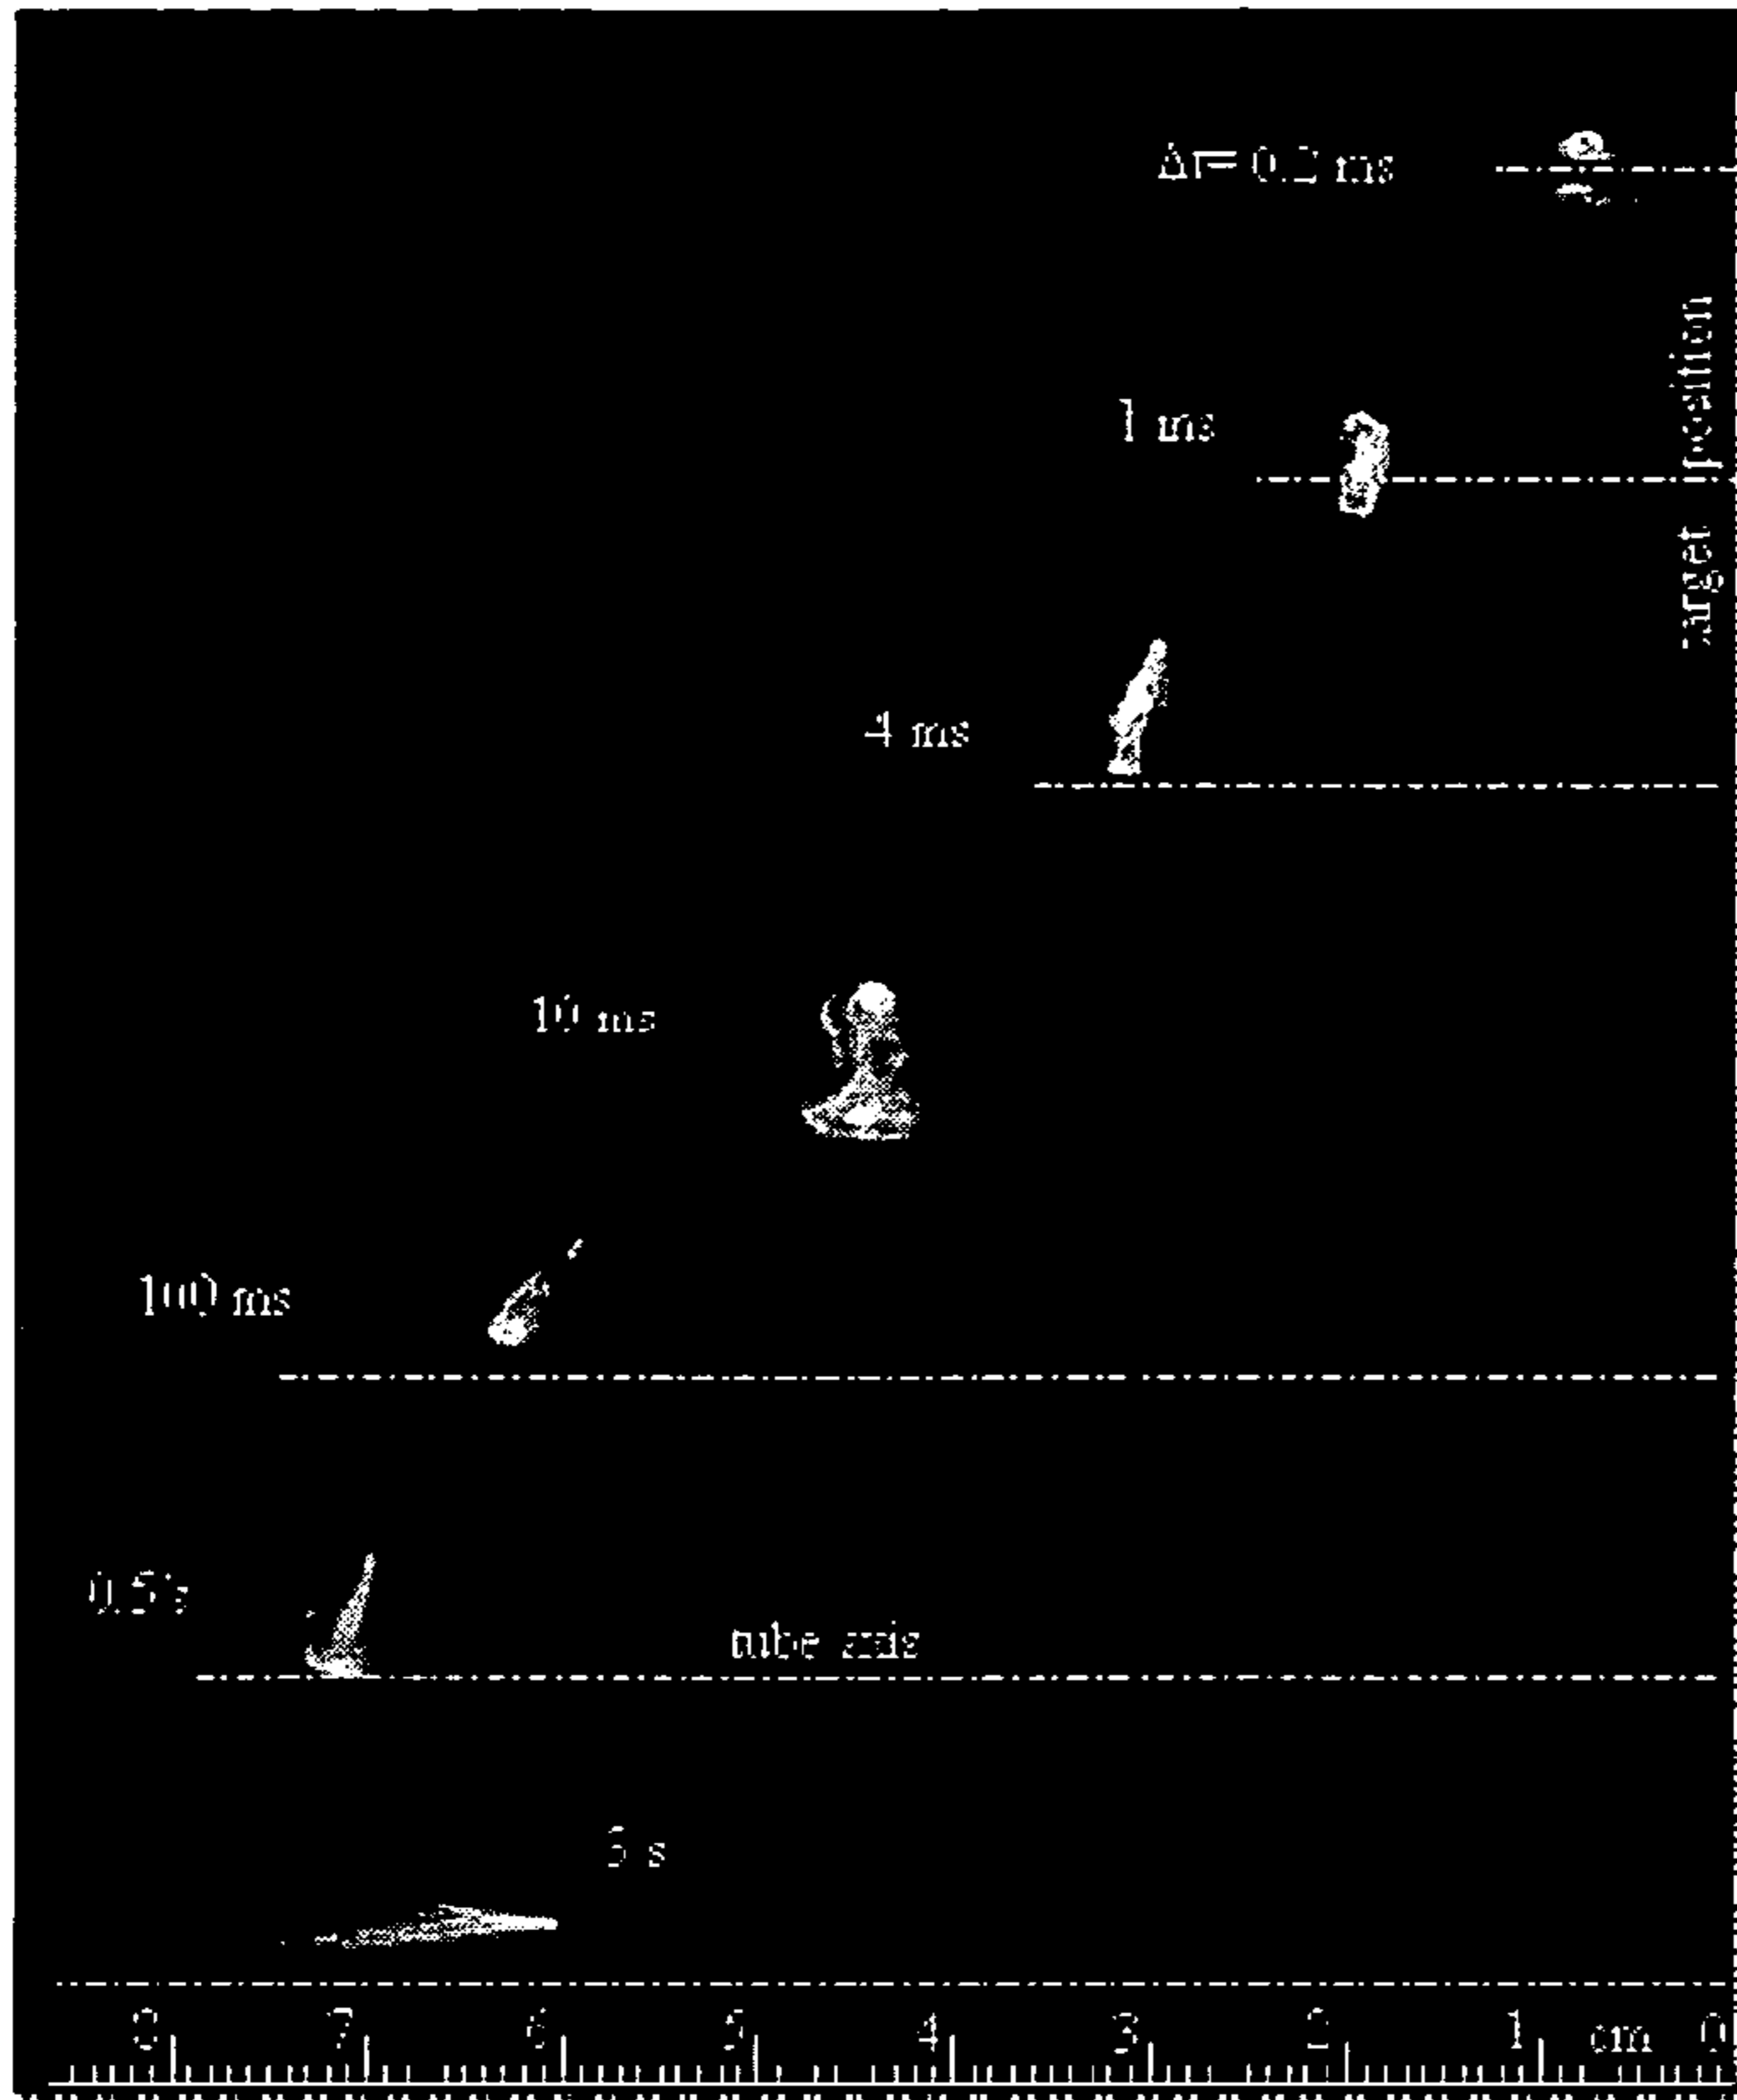 Δt= 0.2 ms
1 ms
target position
4 ms
10 ms
100 ms
0.5 s
tube axis
5 s
8 7 6 5 4 3 2 1 cm 0